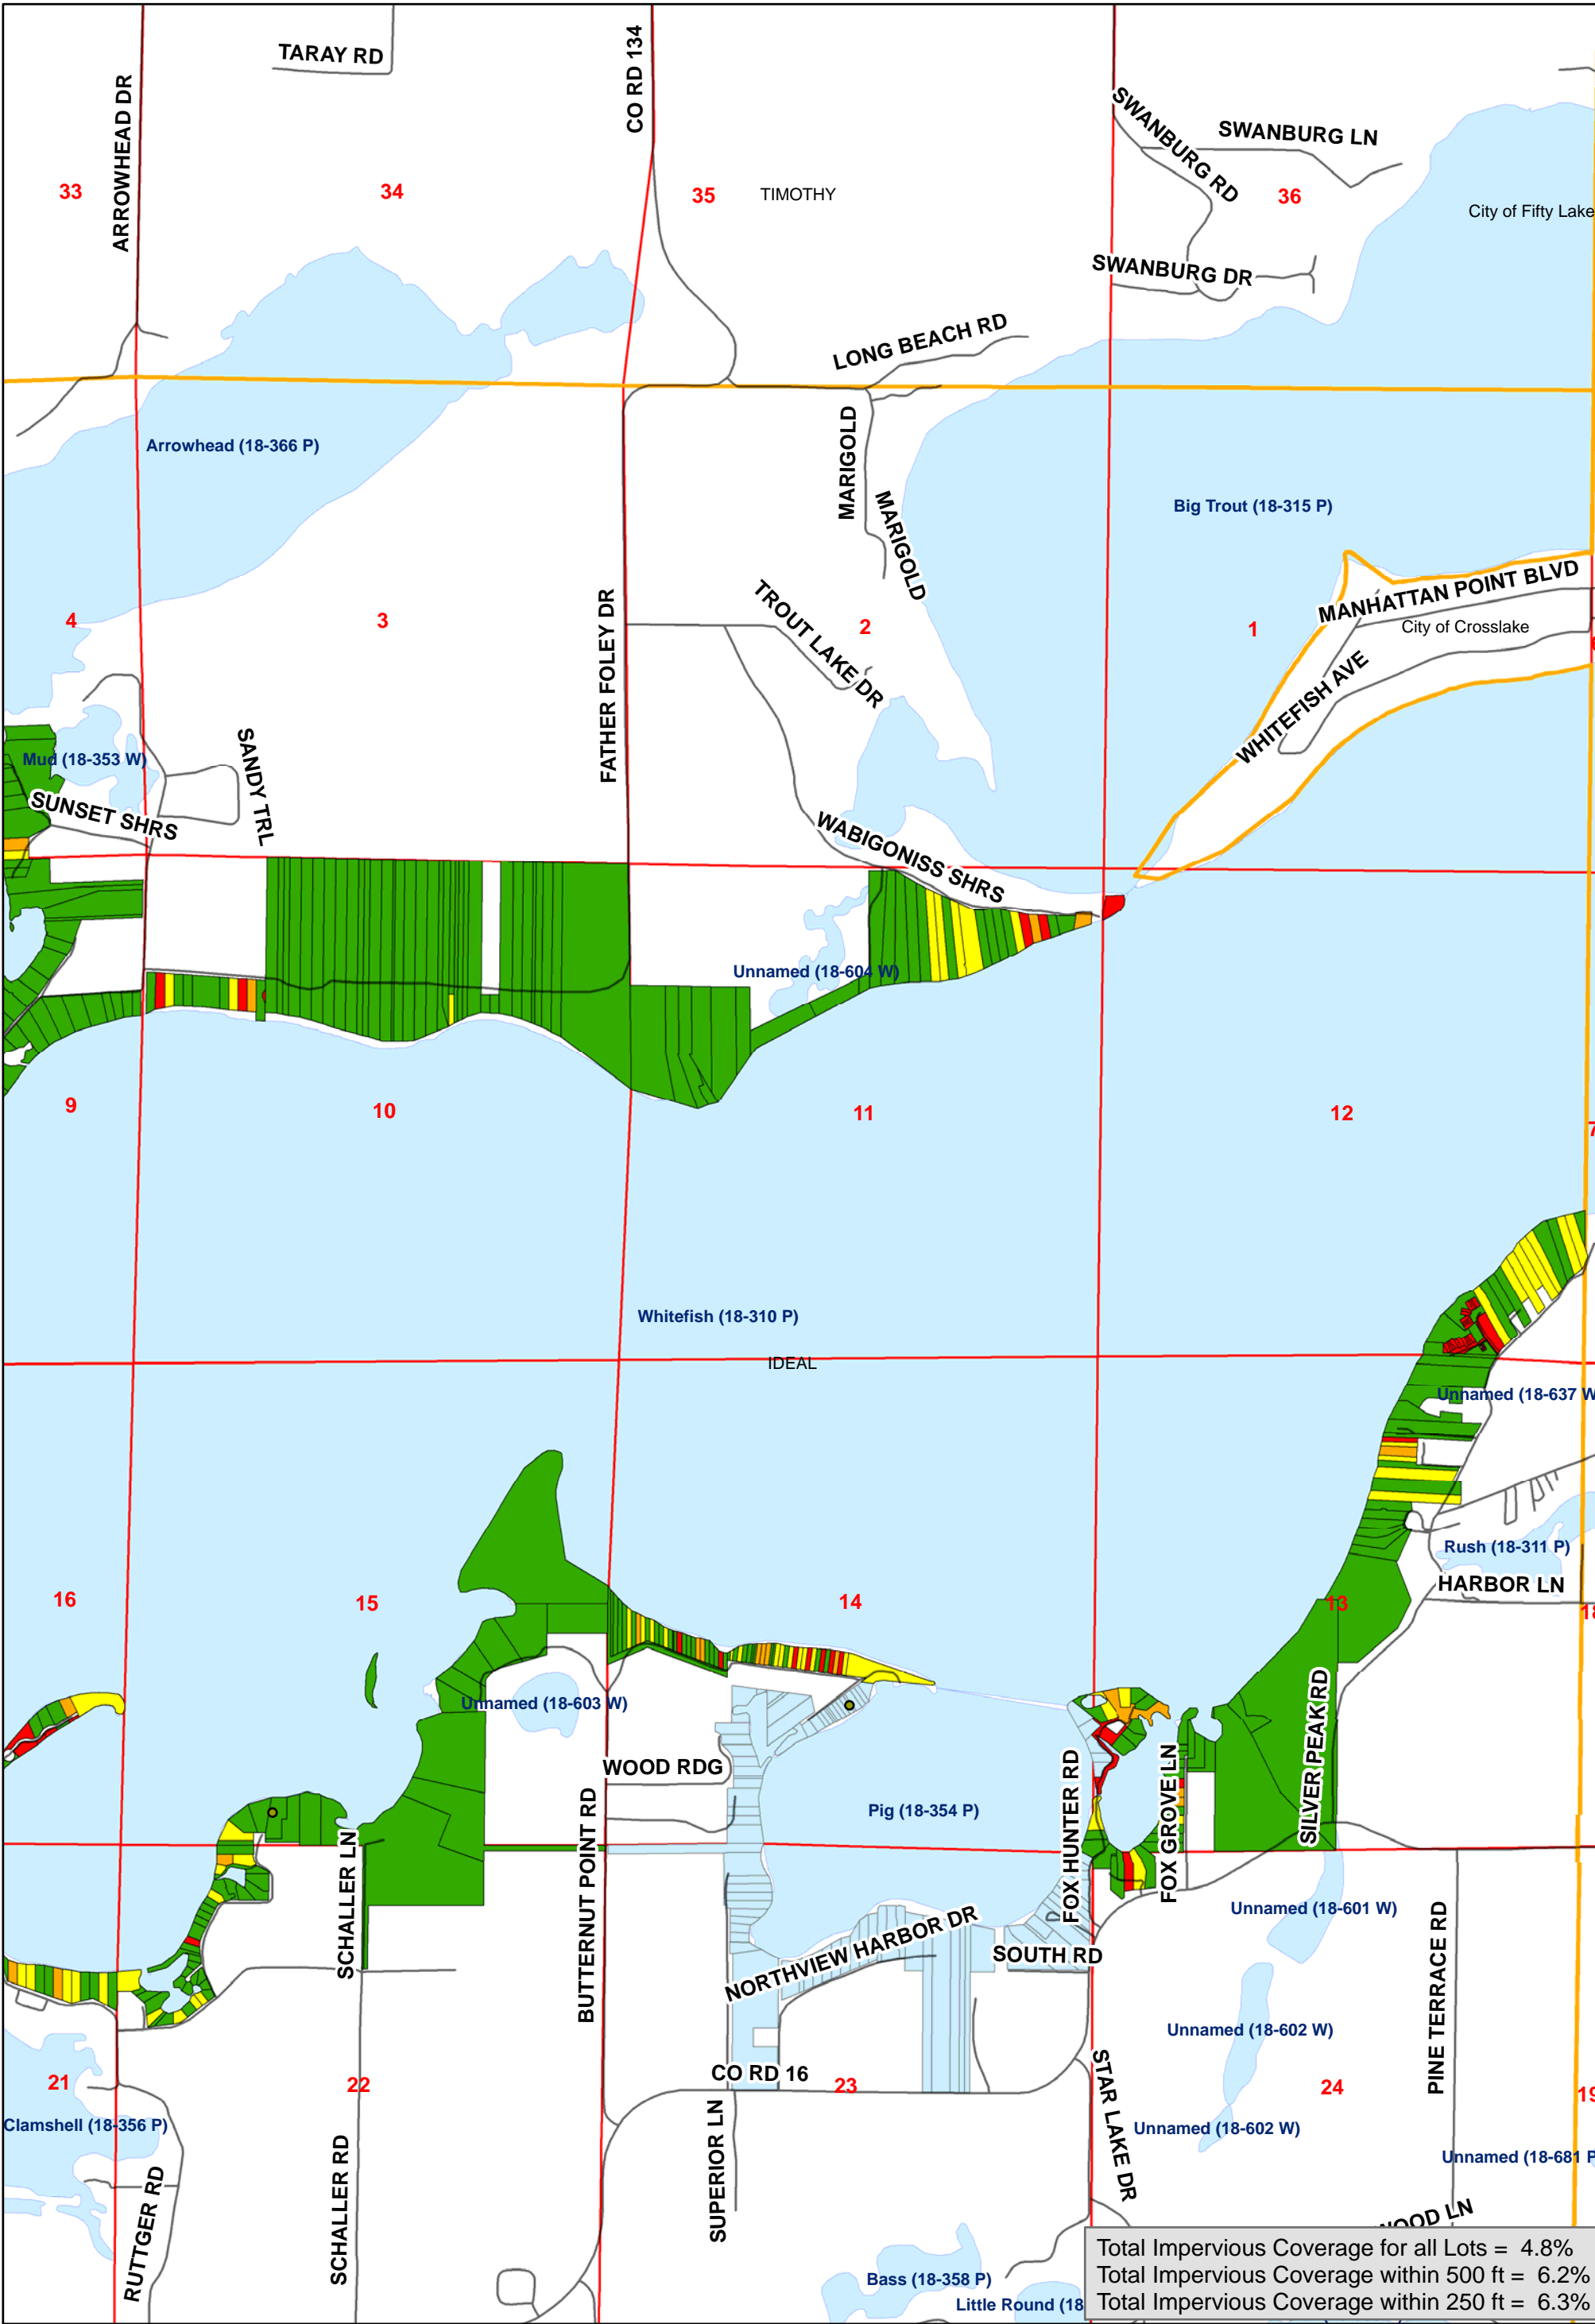 TARAY RD
ARROWHEAD DR
CO RD 134
SWANBURG RD
SWANBURG LN
33
34
35
TIMOTHY
36
City of Fifty Lake
SWANBURG DR
LONG BEACH RD
Arrowhead (18-366 P)
MARIGOLD
MARIGOLD
Big Trout (18-315 P)
MANHATTAN POINT BLVD
City of Crosslake
4
3
FATHER FOLEY DR
TROUT LAKE DR
2
1
WHITEFISH AVE
Mud (18-353 W)
SUNSET SHRS
SANDY TRL
WABIGONISS SHRS
Unnamed (18-604 W)
9
10
11
12
7
Whitefish (18-310 P)
IDEAL
Unnamed (18-637 W
Rush (18-311 P)
HARBOR LN
16
15
14
13
18
Unnamed (18-603 W)
WOOD RDG
BUTTERNUT POINT RD
Pig (18-354 P)
FOX HUNTER RD
FOX GROVE LN
SILVER PEAK RD
SCHALLER LN
Unnamed (18-601 W)
NORTHVIEW HARBOR DR
SOUTH RD
PINE TERRACE RD
Unnamed (18-602 W)
21
22
CO RD 16
23
STAR LAKE DR
24
19
Clamshell (18-356 P)
Unnamed (18-602 W)
Unnamed (18-681 P
RUTTGER RD
SCHALLER RD
SUPERIOR LN
WOOD LN
Bass (18-358 P)
Little Round (18
Total Impervious Coverage for all Lots = 4.8%
Total Impervious Coverage within 500 ft = 6.2%
Total Impervious Coverage within 250 ft = 6.3%